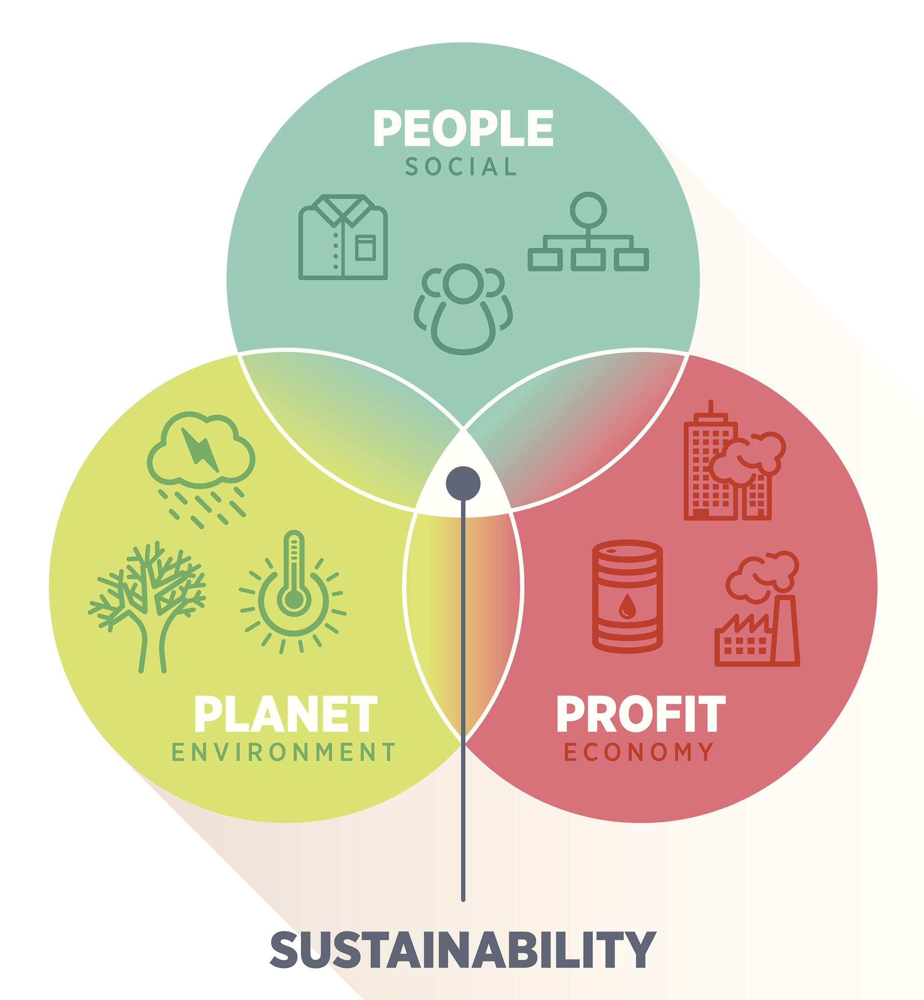 PEOPLE
SOCIAL
PLANET
ENVIRONMENT
PROFIT
ECONOMY
SUSTAINABILITY